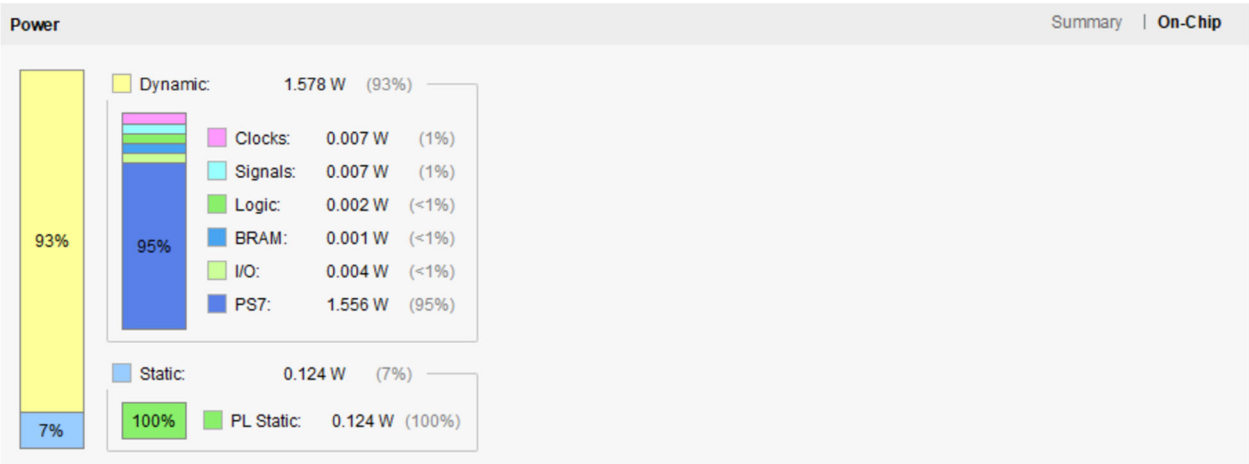 Power Summary | On-Chip
Dynamic: 1.578 W (93%)
Clocks: 0.007 W (1%)
Signals: 0.007 W (1%)
Logic: 0.002 W (<1%)
93% 95% BRAM: 0.001 W (<1%)
I/O: 0.004 W (<1%)
PS7: 1.556 W (95%)
Static: 0.124 W (7%)
7% 100% PL Static: 0.124 W (100%)